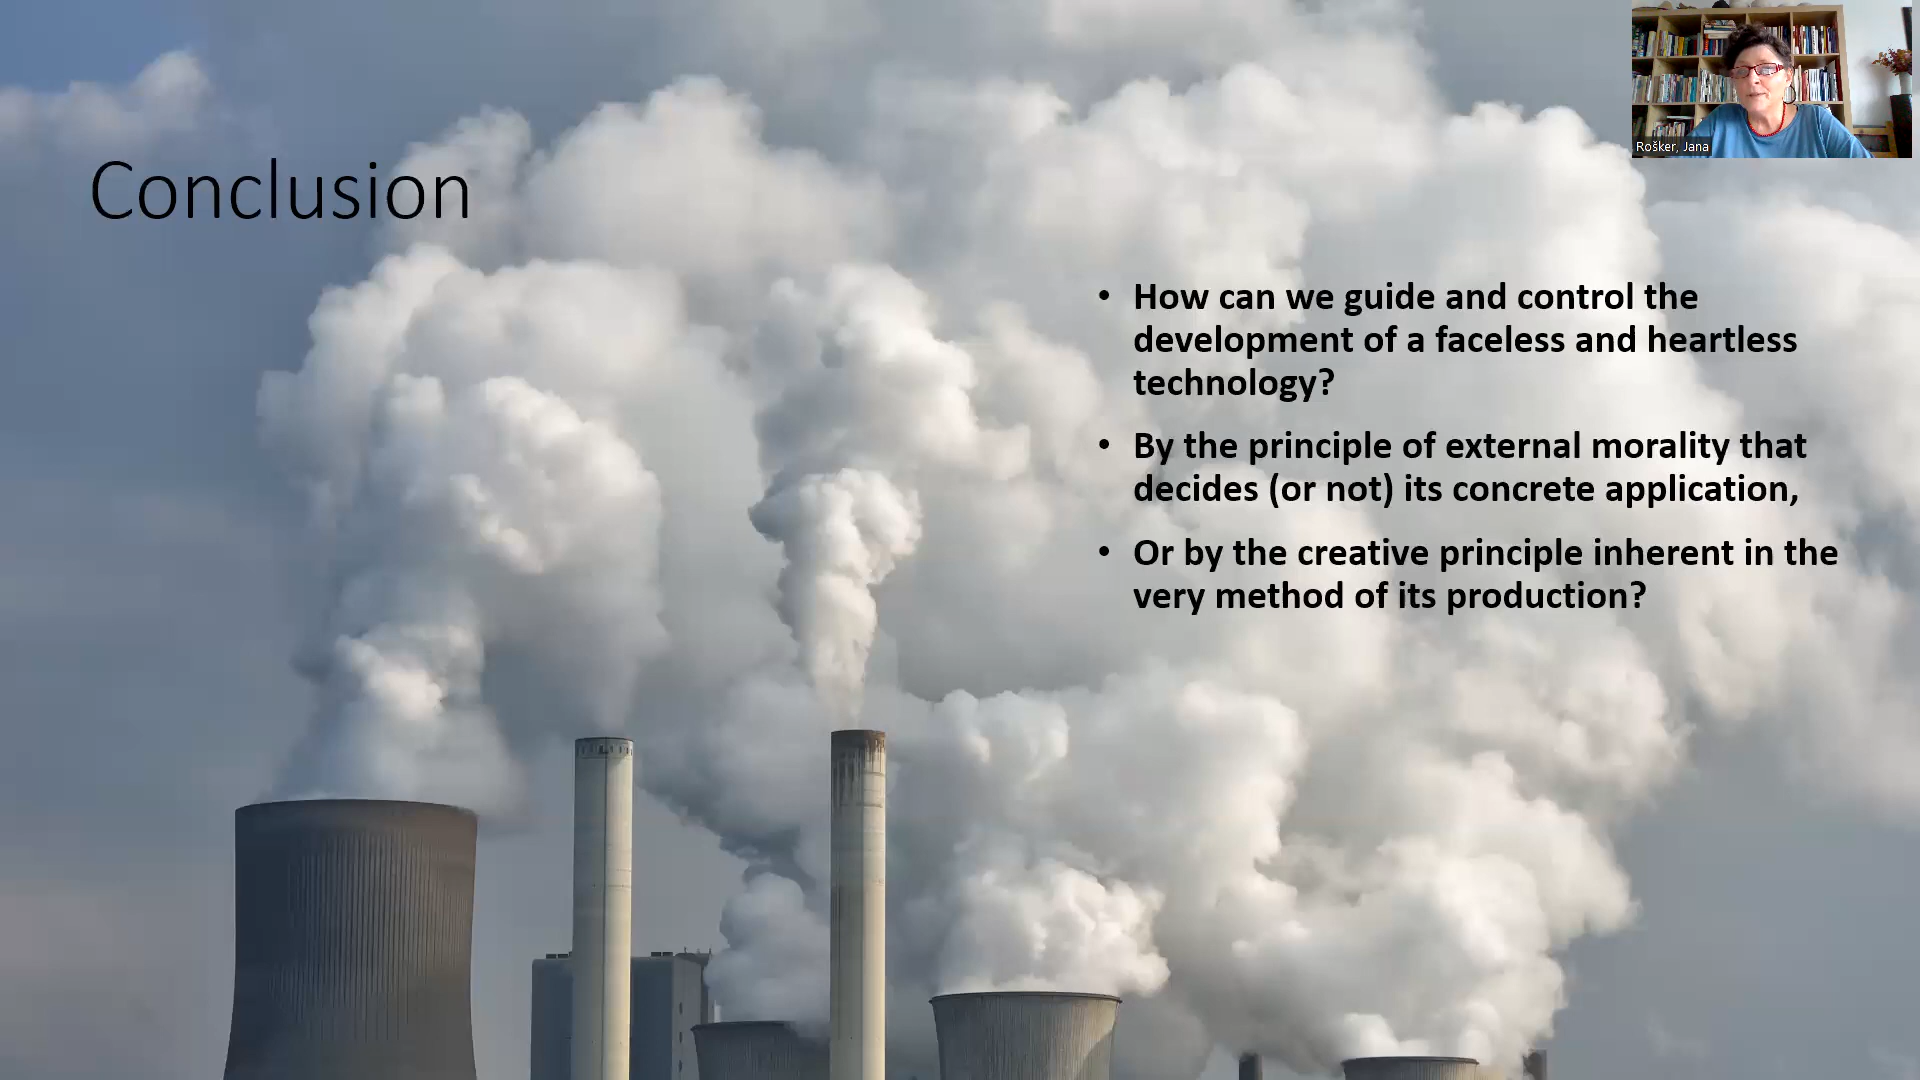 Rošker, Jana
Conclusion
• How can we guide and control the
development of a faceless and heartless
technology?
• By the principle of external morality that
decides (or not) its concrete application,
• Or by the creative principle inherent in the
very method of its production?